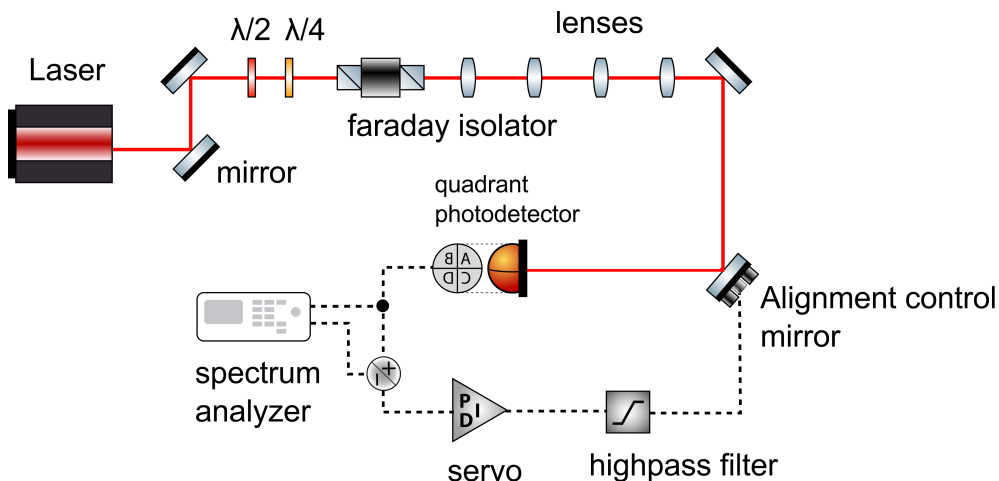 λ/2 λ/4
lenses
Laser
faraday isolator
mirror
quadrant
photodetector
B A
D C
Alignment control
mirror
spectrum
analyzer
+
−
P I
D
servo
highpass filter